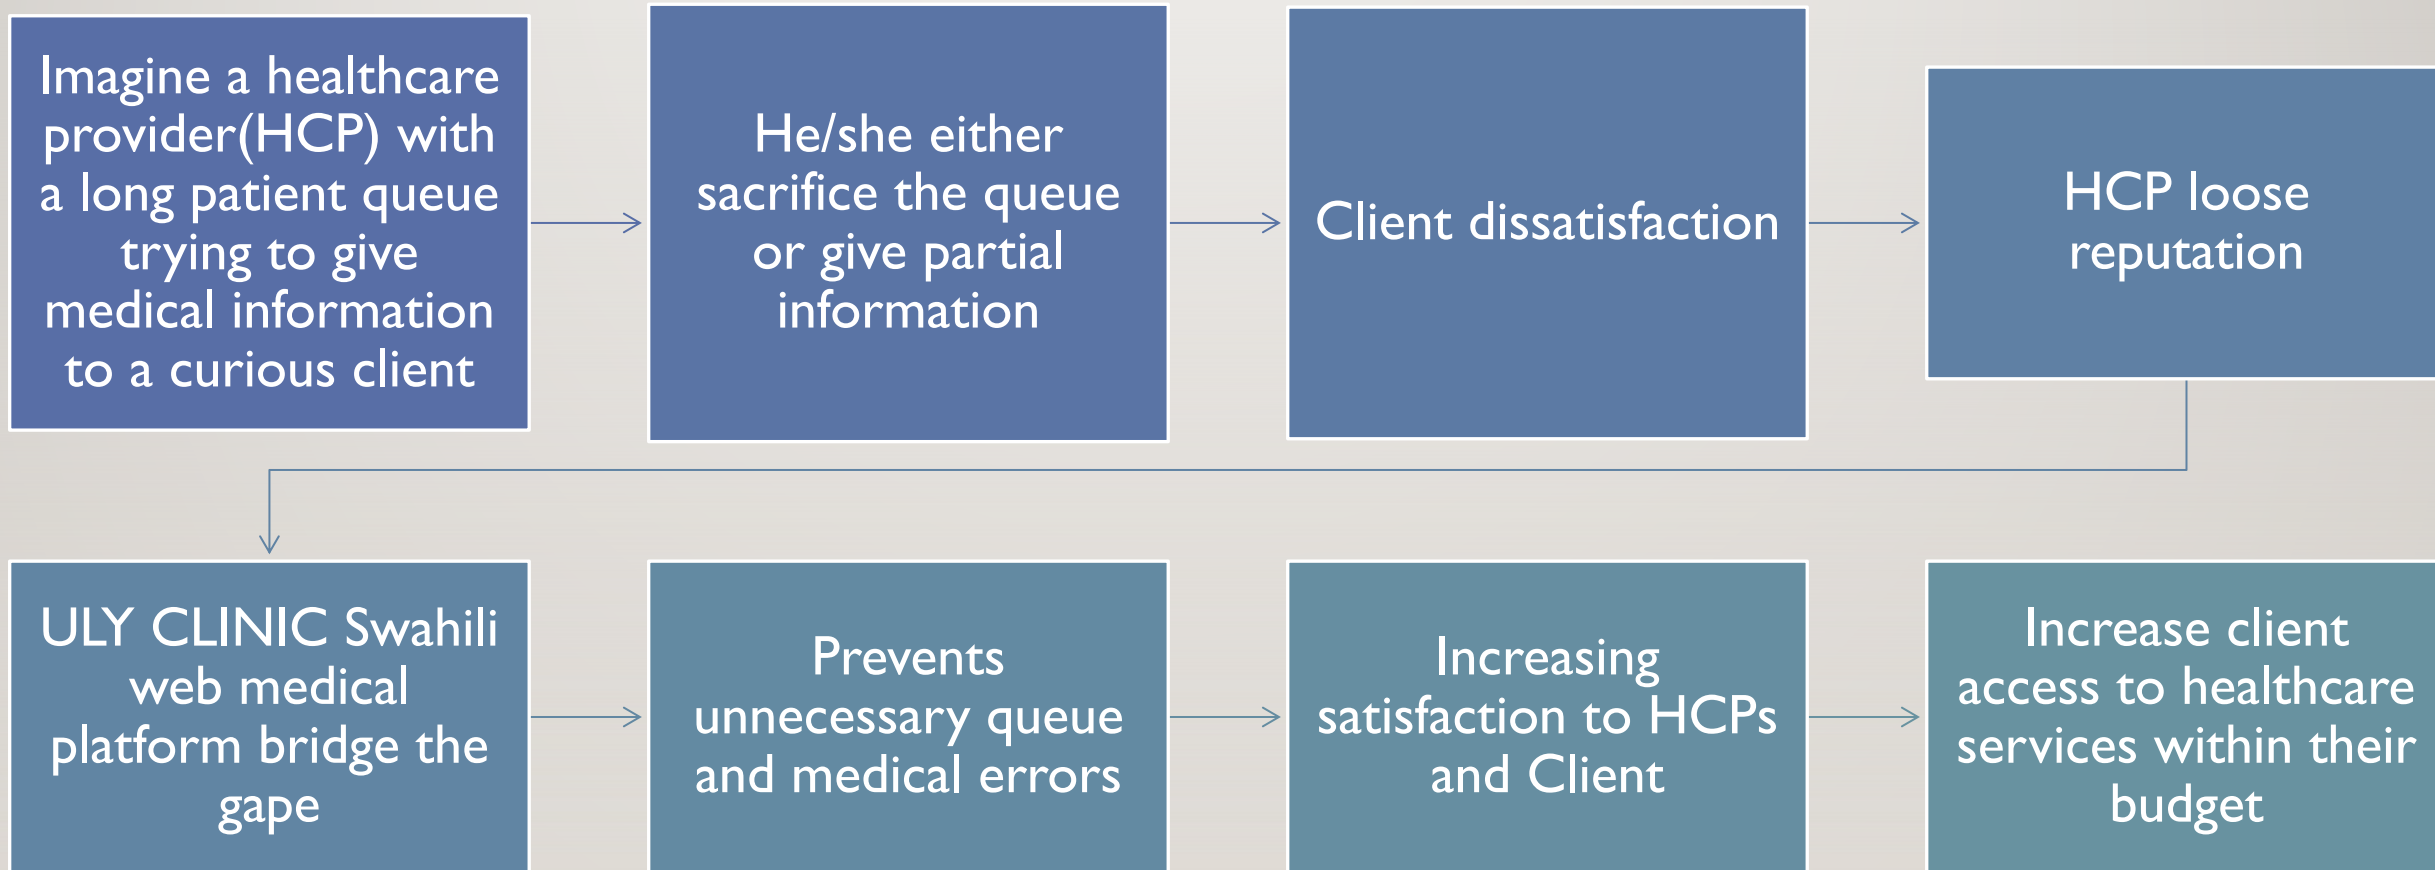 Imagine a healthcare
provider(HCP) with
a long patient queue
trying to give
medical information
to a curious client
He/she either
sacrifice the queue
or give partial
information
Client dissatisfaction
HCP loose
reputation
ULY CLINIC Swahili
web medical
platform bridge the
gape
Prevents
unnecessary queue
and medical errors
Increasing
satisfaction to HCPs
and Client
Increase client
access to healthcare
services within their
budget